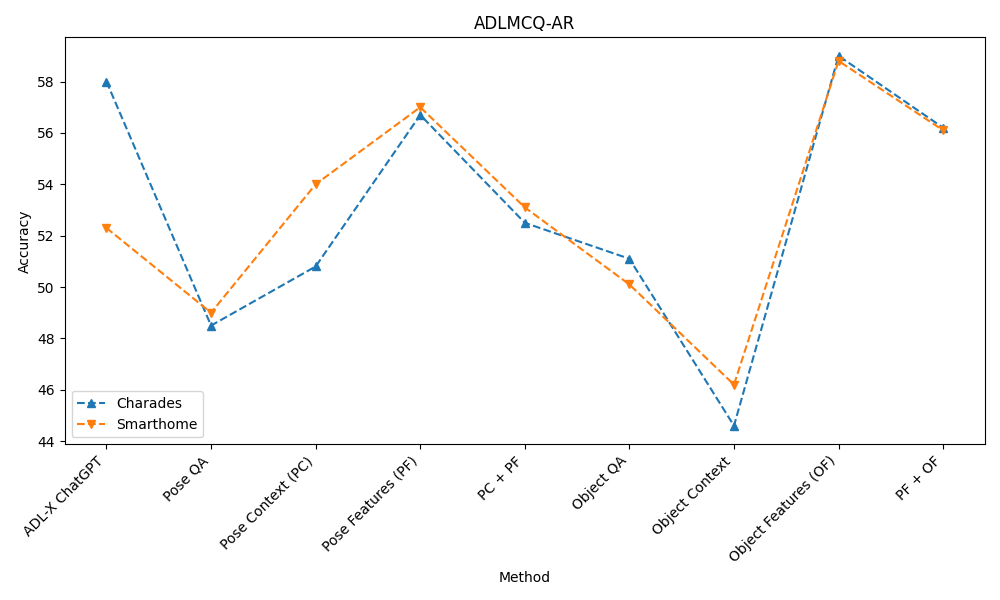 ADLMCQ-AR
Accuracy
58
56
54
52
50
48
46
44
Charades
Smarthome
ADL-X ChatGPT
Pose QA
Pose Context (PC)
Pose Features (PF)
PC + PF
Object QA
Object Context
Object Features (OF)
PF + OF
Method